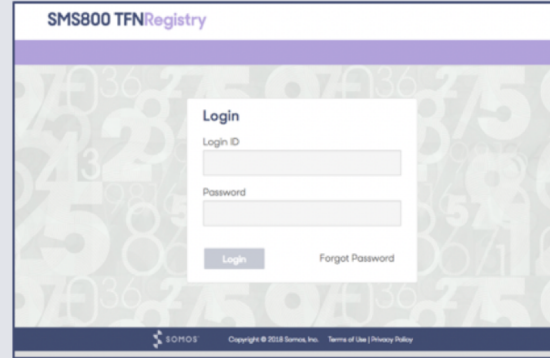 SMS800 TFNRegistry
Login
Login ID
Password
Login Forgot Password
SOMOS Copyright © 2018 Somos, Inc. Terms of Use | Privacy Policy